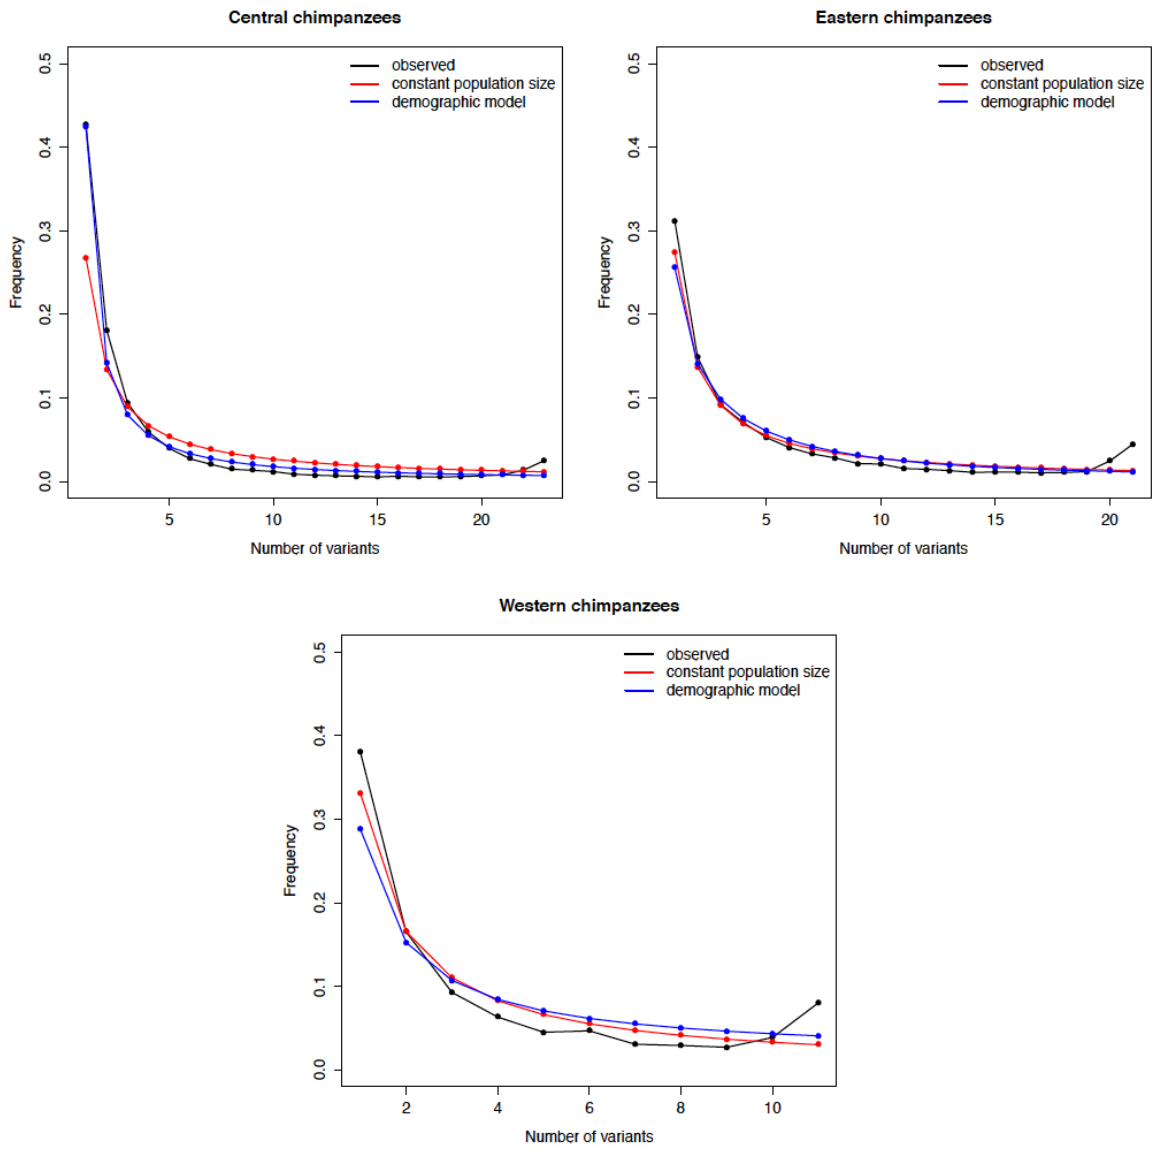 Central chimpanzees
Frequency
0.5
0.4
0.3
0.2
0.1
0.0
observed
constant population size
demographic model
5
10
15
20
Number of variants
Eastern chimpanzees
Frequency
0.5
0.4
0.3
0.2
0.1
0.0
observed
constant population size
demographic model
5
10
15
20
Number of variants
Western chimpanzees
Frequency
0.5
0.4
0.3
0.2
0.1
0.0
observed
constant population size
demographic model
2
4
6
8
10
Number of variants